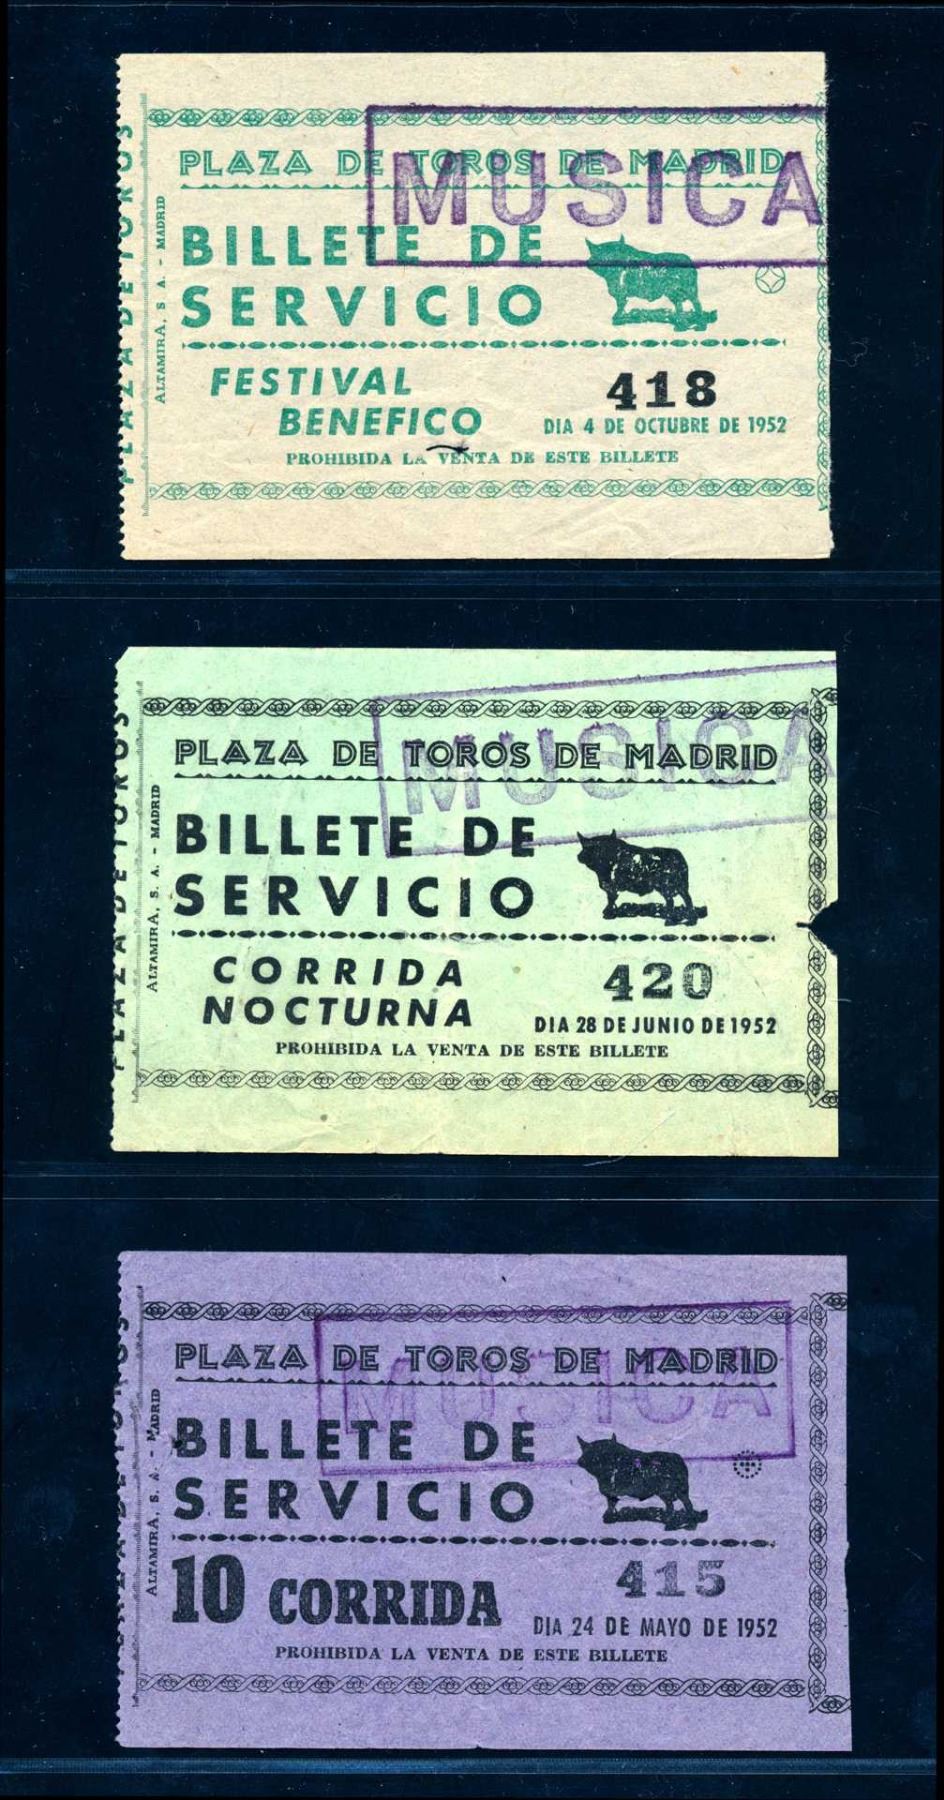 PLAZA DE TOROS
ALTAMIRA, S. A. - MADRID
MUSICA
PLAZA DE TOROS DE MADRID
BILLETE DE
SERVICIO
FESTIVAL
BENEFICO
418
DIA 4 DE OCTUBRE DE 1952
PROHIBIDA LA VENTA DE ESTE BILLETE
PLAZA DE TOROS
ALTAMIRA, S. A. - MADRID
MUSICA
PLAZA DE TOROS DE MADRID
BILLETE DE
SERVICIO
CORRIDA
NOCTURNA
420
DIA 28 DE JUNIO DE 1952
PROHIBIDA LA VENTA DE ESTE BILLETE
PLAZA DE TOROS
ALTAMIRA, S. A. - MADRID
MUSICA
PLAZA DE TOROS DE MADRID
BILLETE DE
SERVICIO
10 CORRIDA
415
DIA 24 DE MAYO DE 1952
PROHIBIDA LA VENTA DE ESTE BILLETE